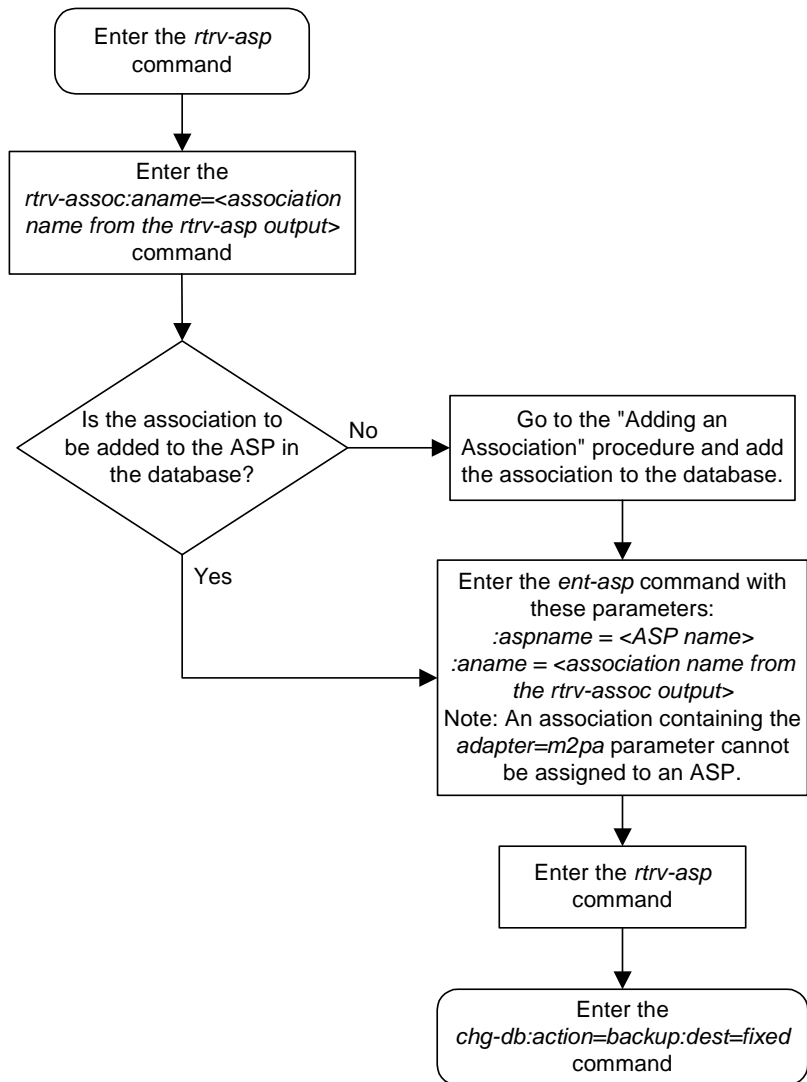 Enter the rtrv-asp
command
Enter the
rtrv-assoc:aname=<association
name from the rtrv-asp output>
command
Is the association to
be added to the ASP in
the database?
No
Go to the "Adding an
Association" procedure and add
the association to the database.
Yes
Enter the ent-asp command with
these parameters:
:aspname = <ASP name>
:aname = <association name from
the rtrv-assoc output>
Note: An association containing the
adapter=m2pa parameter cannot
be assigned to an ASP.
Enter the rtrv-asp
command
Enter the
chg-db:action=backup:dest=fixed
command